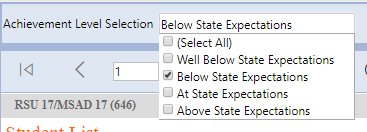 Achievement Level Selection Below State Expectations
(Select All)
Well Below State Expectations
Below State Expectations
At State Expectations
Above State Expectations
1
RSU 17/MSAD 17 (646)
Student List